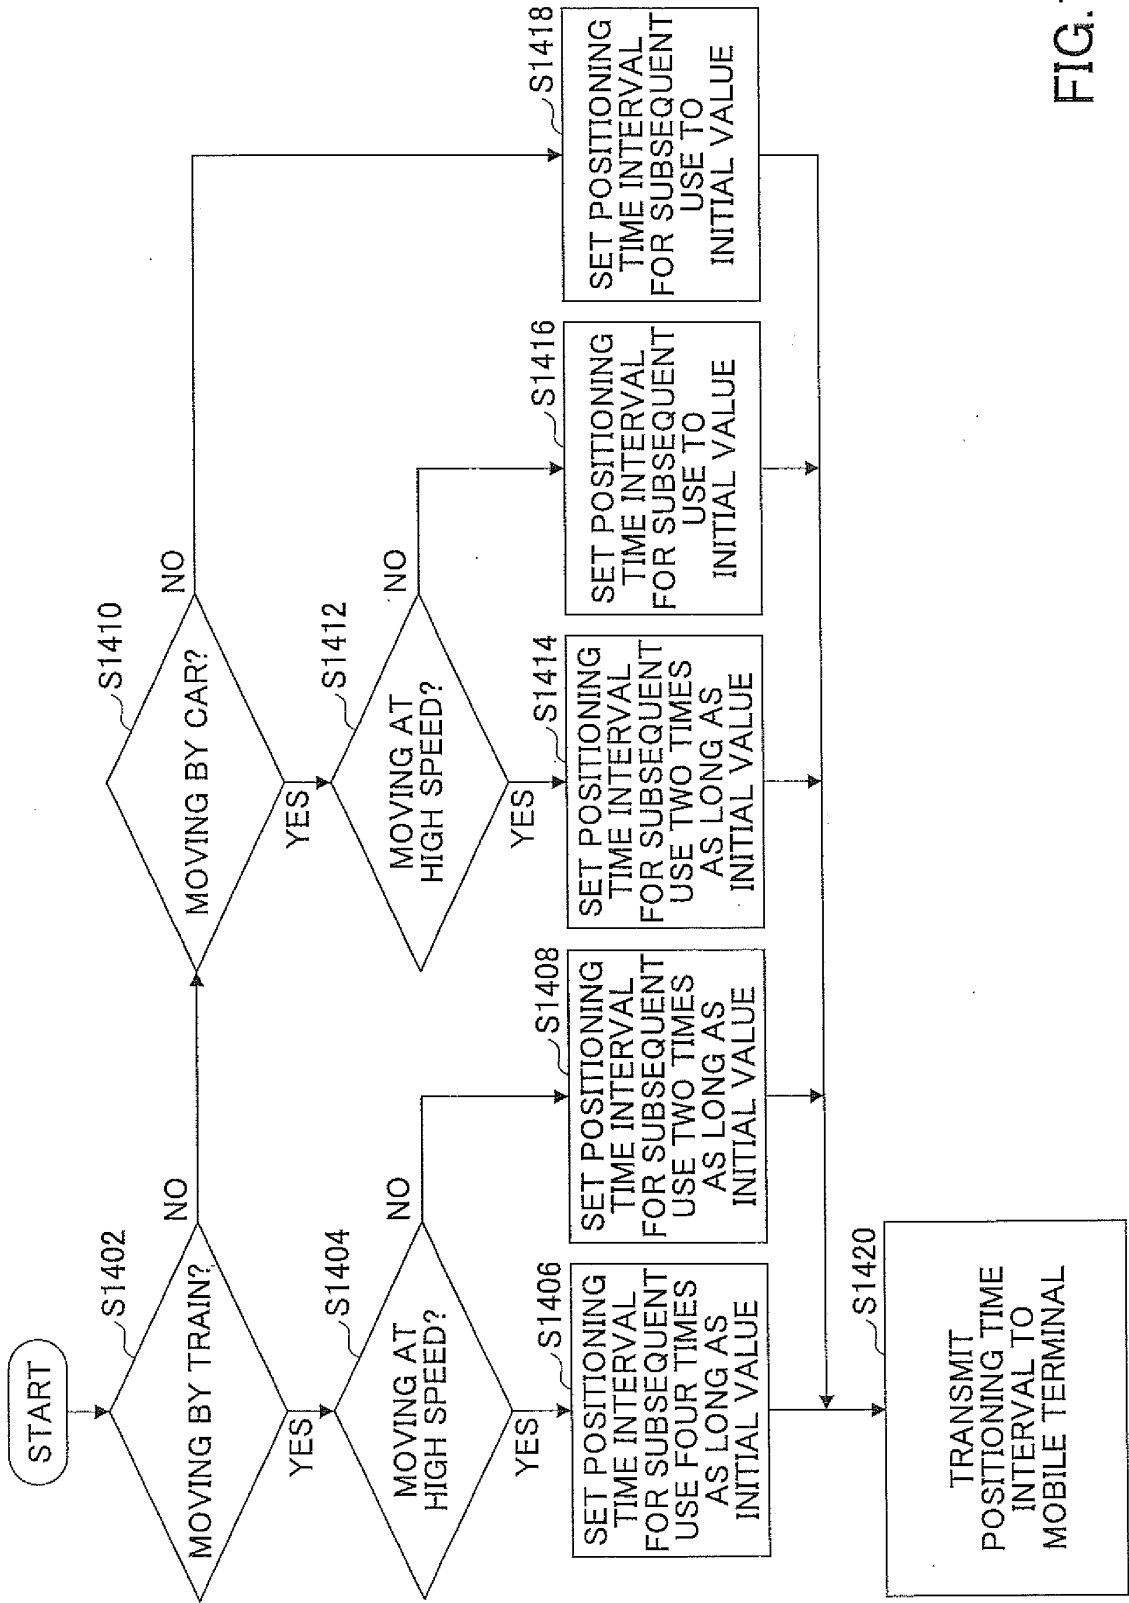 START
S1402
MOVING BY TRAIN?
NO
YES
S1404
MOVING AT
HIGH SPEED?
NO
YES
S1406
SET POSITIONING
TIME INTERVAL
FOR SUBSEQUENT
USE FOUR TIMES
AS LONG AS
INITIAL VALUE
S1408
SET POSITIONING
TIME INTERVAL
FOR SUBSEQUENT
USE TWO TIMES
AS LONG AS
INITIAL VALUE
S1410
MOVING BY CAR?
NO
YES
S1412
MOVING AT
HIGH SPEED?
NO
YES
S1414
SET POSITIONING
TIME INTERVAL
FOR SUBSEQUENT
USE TWO TIMES
AS LONG AS
INITIAL VALUE
S1416
SET POSITIONING
TIME INTERVAL
FOR SUBSEQUENT
USE TO
INITIAL VALUE
S1418
SET POSITIONING
TIME INTERVAL
FOR SUBSEQUENT
USE TO
INITIAL VALUE
S1420
TRANSMIT
POSITIONING TIME
INTERVAL TO
MOBILE TERMINAL
FIG.